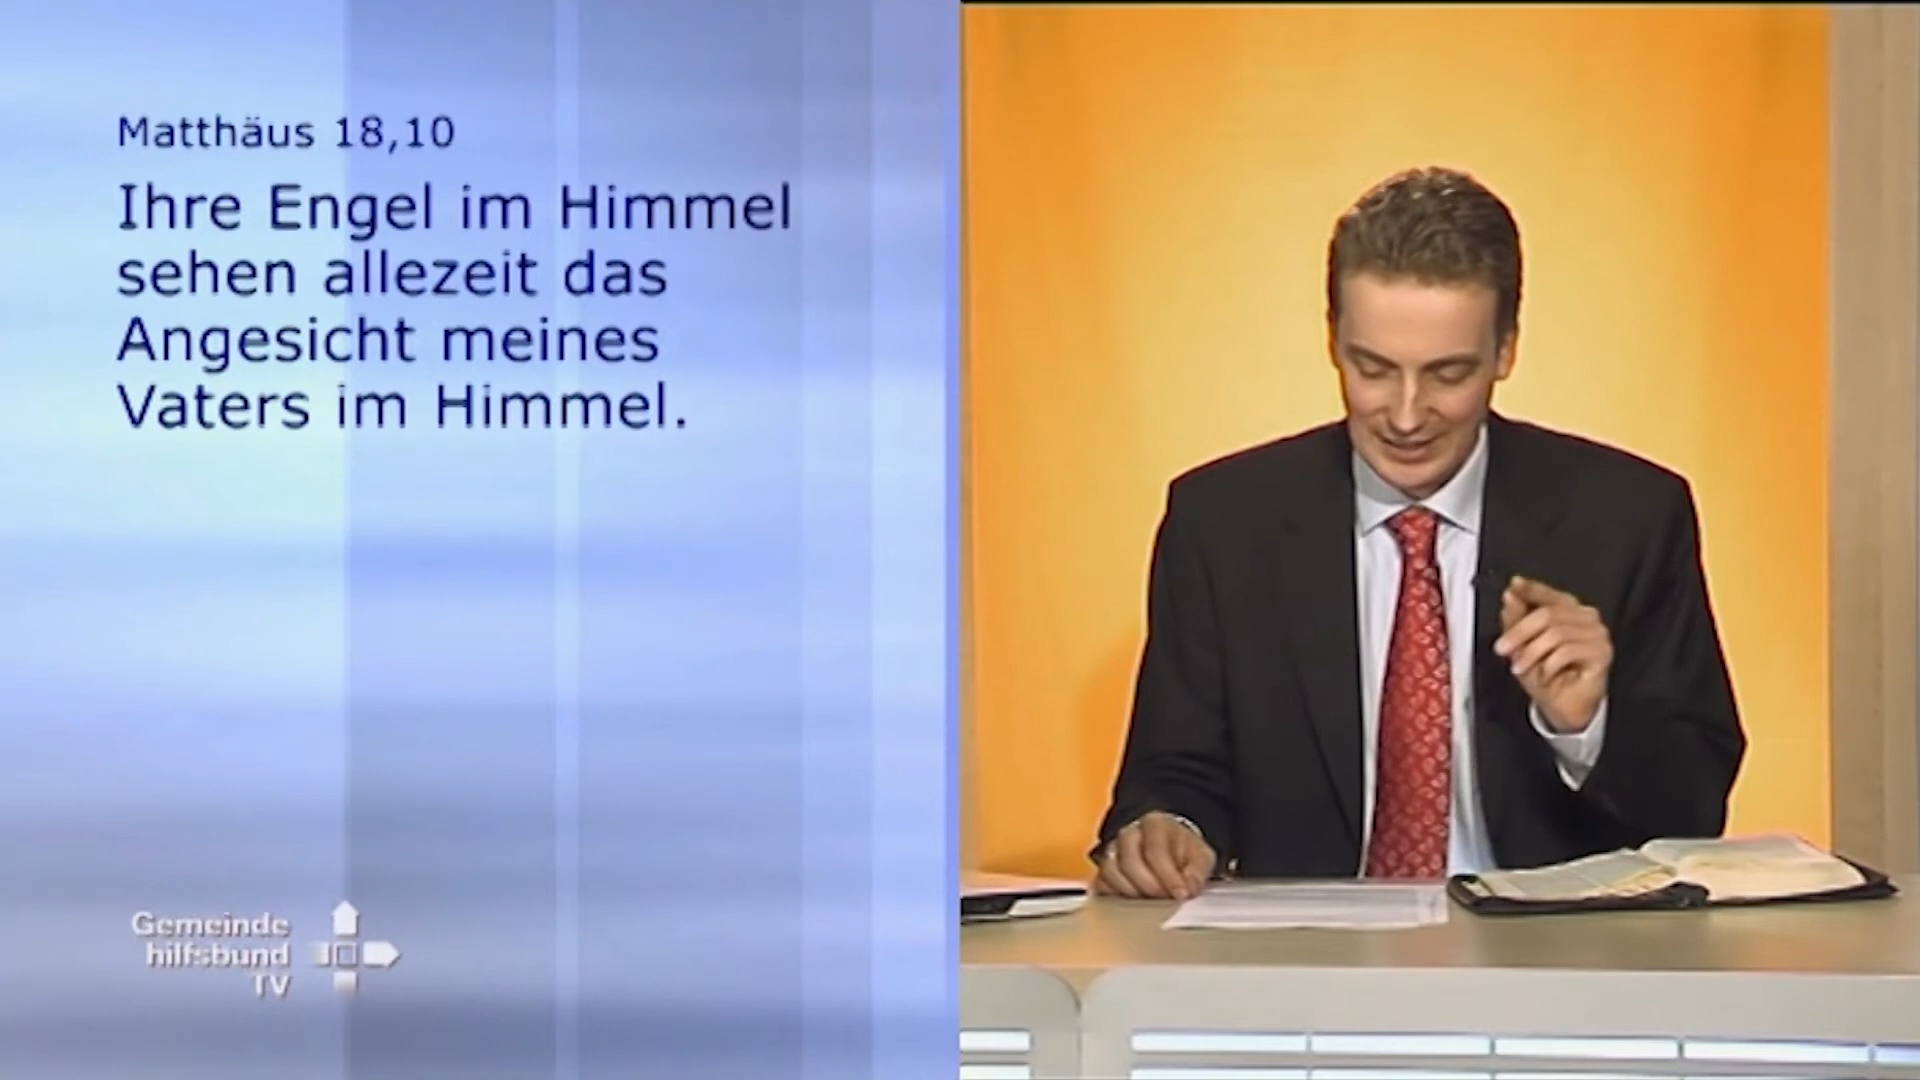 Matthäus 18,10
Ihre Engel im Himmel
sehen allezeit das
Angesicht meines
Vaters im Himmel.
Gemeinde
hilfsbund
TV